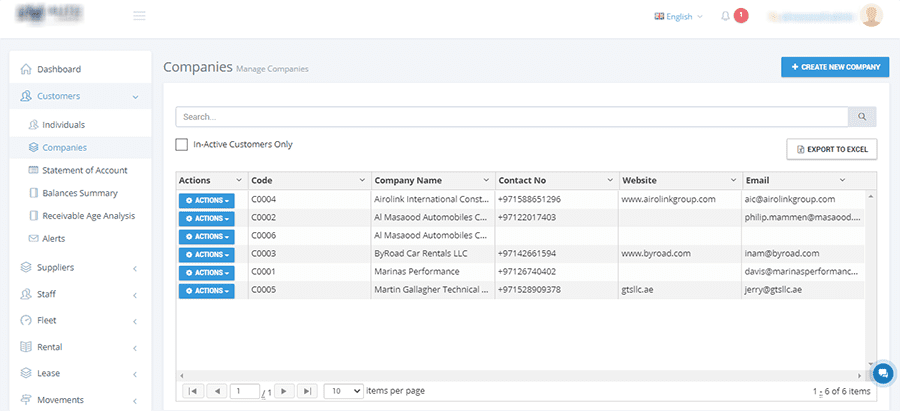 English
1
Dashboard
Customers
Individuals
Companies
Statement of Account
Balances Summary
Receivable Age Analysis
Alerts
Suppliers
Staff
Fleet
Rental
Lease
Movements
Companies Manage Companies
+ CREATE NEW COMPANY
Search...
In-Active Customers Only
EXPORT TO EXCEL
Actions Code Company Name Contact No Website Email
ACTIONS C0004 Airolink International Const... +971588651296 www.airolinkgroup.com aic@airolinkgroup.com
ACTIONS C0002 Al Masaood Automobiles C... +97122017403 philip.mammen@masaood....
ACTIONS C0006 Al Masaood Automobiles C...
ACTIONS C0003 ByRoad Car Rentals LLC +97142661594 www.byroad.com inam@byroad.com
ACTIONS C0001 Marinas Performance +97126740402 davis@marinasperformanc...
ACTIONS C0005 Martin Gallagher Technical ... +971528909378 gtsllc.ae jerry@gtsllc.ae
1 / 1 10 items per page 1 - 6 of 6 items